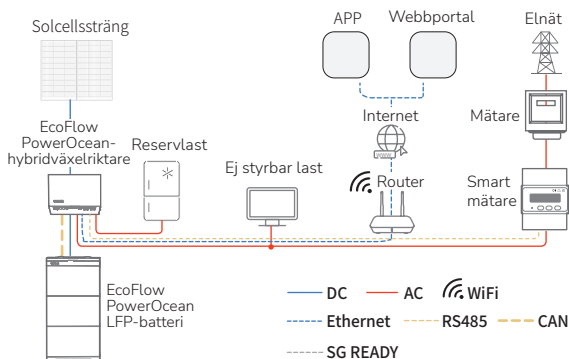 Solcellssträng
APP
Webbportal
Elnät
EcoFlow
PowerOcean-
hybridväxelriktare
Reservlast
Ej styrbar last
Internet
Router
Mätare
Smart
mätare
EcoFlow
PowerOcean
LFP-batteri
DC
AC
WiFi
Ethernet
RS485
CAN
SG READY